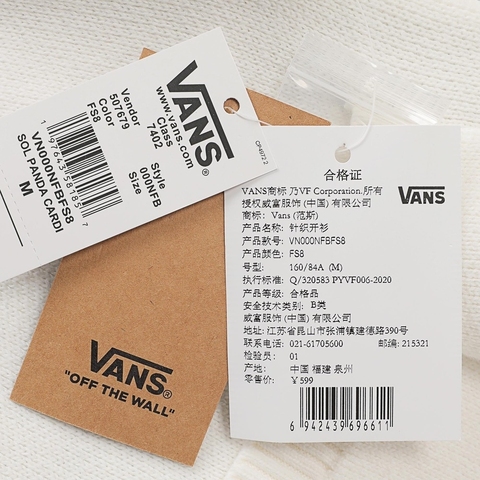 VANS®
www.vans.com
Class
7402
Vendor
507679
Color
FS8
Style
000NFB
Size
VN000NFBFS8
SOL PANDA CARDI
M
CP4972 2
VANS®
"OFF THE WALL"
合格证
VANS
VANS商标 乃VF Corporation.所有
授权威富服饰(中国)有限公司
商标: Vans (范斯)
产品名称: 针织开衫
产品款号: VN000NFBFS8
产品颜色: FS8
号型: 160/84A (M)
执行标准: Q/320583 PYVF006-2020
产品等级: 合格品
安全技术类别: B类
威富服饰(中国)有限公司
地址: 江苏省昆山市张浦镇建德路390号
联系电话: 021-61705600 邮编: 215321
检验员: 01
产地: 中国 福建 泉州
零售价: ￥599
6 942439 696611